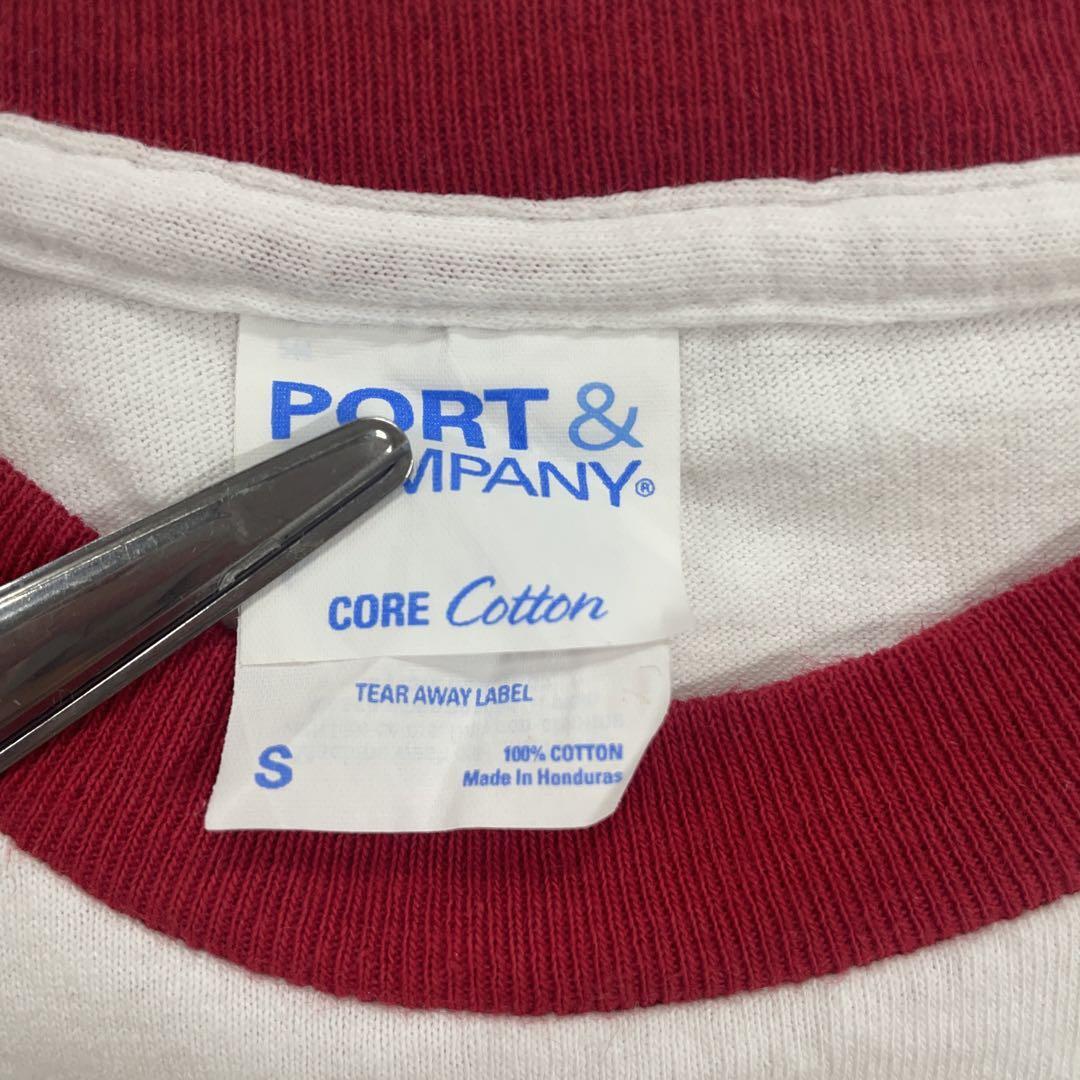 PORT &
MPANY®
CORE Cotton
TEAR AWAY LABEL
S
100% COTTON
Made In Honduras